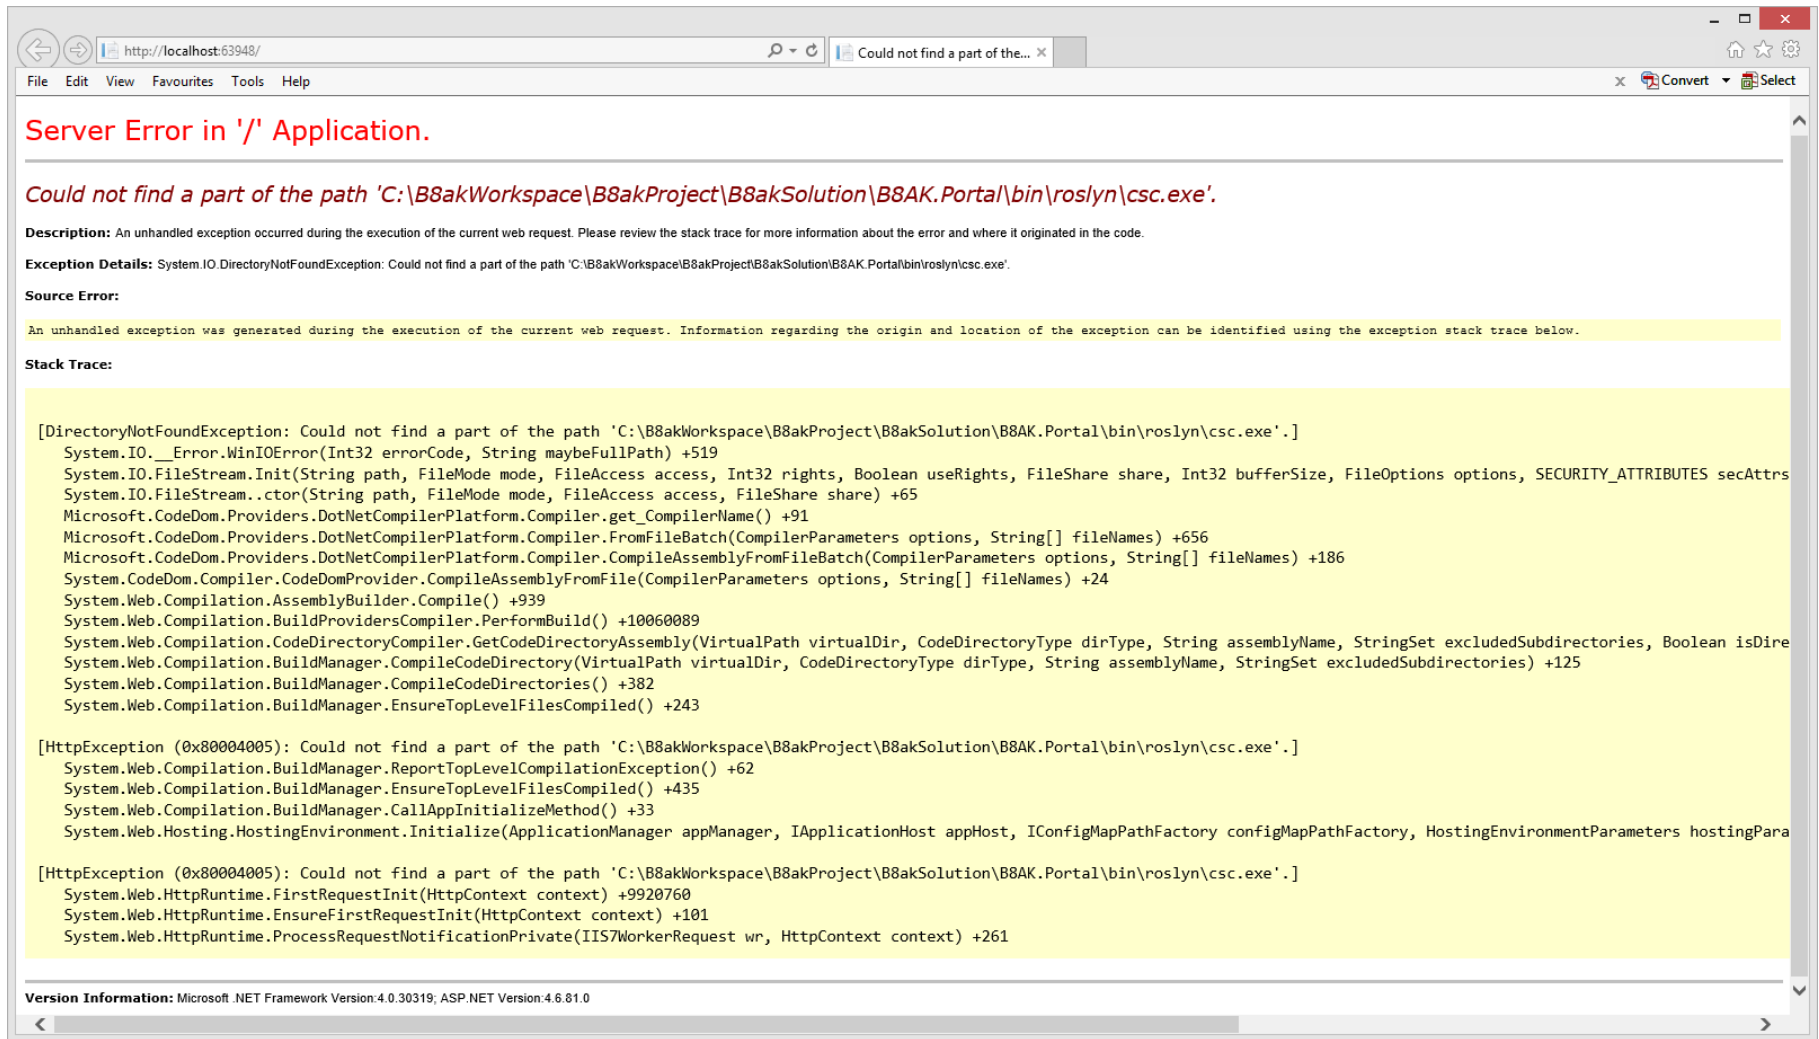 http://localhost:63948/
Could not find a part of the...
File Edit View Favourites Tools Help
x Convert Select
Server Error in '/' Application.
Could not find a part of the path 'C:\B8akWorkspace\B8akProject\B8akSolution\B8AK.Portal\bin\roslyn\csc.exe'.
Description: An unhandled exception occurred during the execution of the current web request. Please review the stack trace for more information about the error and where it originated in the code.
Exception Details: System.IO.DirectoryNotFoundException: Could not find a part of the path 'C:\B8akWorkspace\B8akProject\B8akSolution\B8AK.Portal\bin\roslyn\csc.exe'.
Source Error:
An unhandled exception was generated during the execution of the current web request. Information regarding the origin and location of the exception can be identified using the exception stack trace below.
Stack Trace:
[DirectoryNotFoundException: Could not find a part of the path 'C:\B8akWorkspace\B8akProject\B8akSolution\B8AK.Portal\bin\roslyn\csc.exe'.]
System.IO.__Error.WinIOError(Int32 errorCode, String maybeFullPath) +519
System.IO.FileStream.Init(String path, FileMode mode, FileAccess access, Int32 rights, Boolean useRights, FileShare share, Int32 bufferSize, FileOptions options, SECURITY_ATTRIBUTES secAttrs
System.IO.FileStream..ctor(String path, FileMode mode, FileAccess access, FileShare share) +65
Microsoft.CodeDom.Providers.DotNetCompilerPlatform.Compiler.get_CompilerName() +91
Microsoft.CodeDom.Providers.DotNetCompilerPlatform.Compiler.FromFileBatch(CompilerParameters options, String[] fileNames) +656
Microsoft.CodeDom.Providers.DotNetCompilerPlatform.Compiler.CompileAssemblyFromFileBatch(CompilerParameters options, String[] fileNames) +186
System.CodeDom.Compiler.CodeDomProvider.CompileAssemblyFromFile(CompilerParameters options, String[] fileNames) +24
System.Web.Compilation.AssemblyBuilder.Compile() +939
System.Web.Compilation.BuildProvidersCompiler.PerformBuild() +10060089
System.Web.Compilation.CodeDirectoryCompiler.GetCodeDirectoryAssembly(VirtualPath virtualDir, CodeDirectoryType dirType, String assemblyName, StringSet excludedSubdirectories, Boolean isDire
System.Web.Compilation.BuildManager.CompileCodeDirectory(VirtualPath virtualDir, CodeDirectoryType dirType, String assemblyName, StringSet excludedSubdirectories) +125
System.Web.Compilation.BuildManager.CompileCodeDirectories() +382
System.Web.Compilation.BuildManager.EnsureTopLevelFilesCompiled() +243
[HttpException (0x80004005): Could not find a part of the path 'C:\B8akWorkspace\B8akProject\B8akSolution\B8AK.Portal\bin\roslyn\csc.exe'.]
System.Web.Compilation.BuildManager.ReportTopLevelCompilationException() +62
System.Web.Compilation.BuildManager.EnsureTopLevelFilesCompiled() +435
System.Web.Compilation.BuildManager.CallAppInitializeMethod() +33
System.Web.Hosting.HostingEnvironment.Initialize(ApplicationManager appManager, IApplicationHost appHost, IConfigMapPathFactory configMapPathFactory, HostingEnvironmentParameters hostingPara
[HttpException (0x80004005): Could not find a part of the path 'C:\B8akWorkspace\B8akProject\B8akSolution\B8AK.Portal\bin\roslyn\csc.exe'.]
System.Web.HttpRuntime.FirstRequestInit(HttpContext context) +9920760
System.Web.HttpRuntime.EnsureFirstRequestInit(HttpContext context) +101
System.Web.HttpRuntime.ProcessRequestNotificationPrivate(IIS7WorkerRequest wr, HttpContext context) +261
Version Information: Microsoft .NET Framework Version:4.0.30319; ASP.NET Version:4.6.81.0